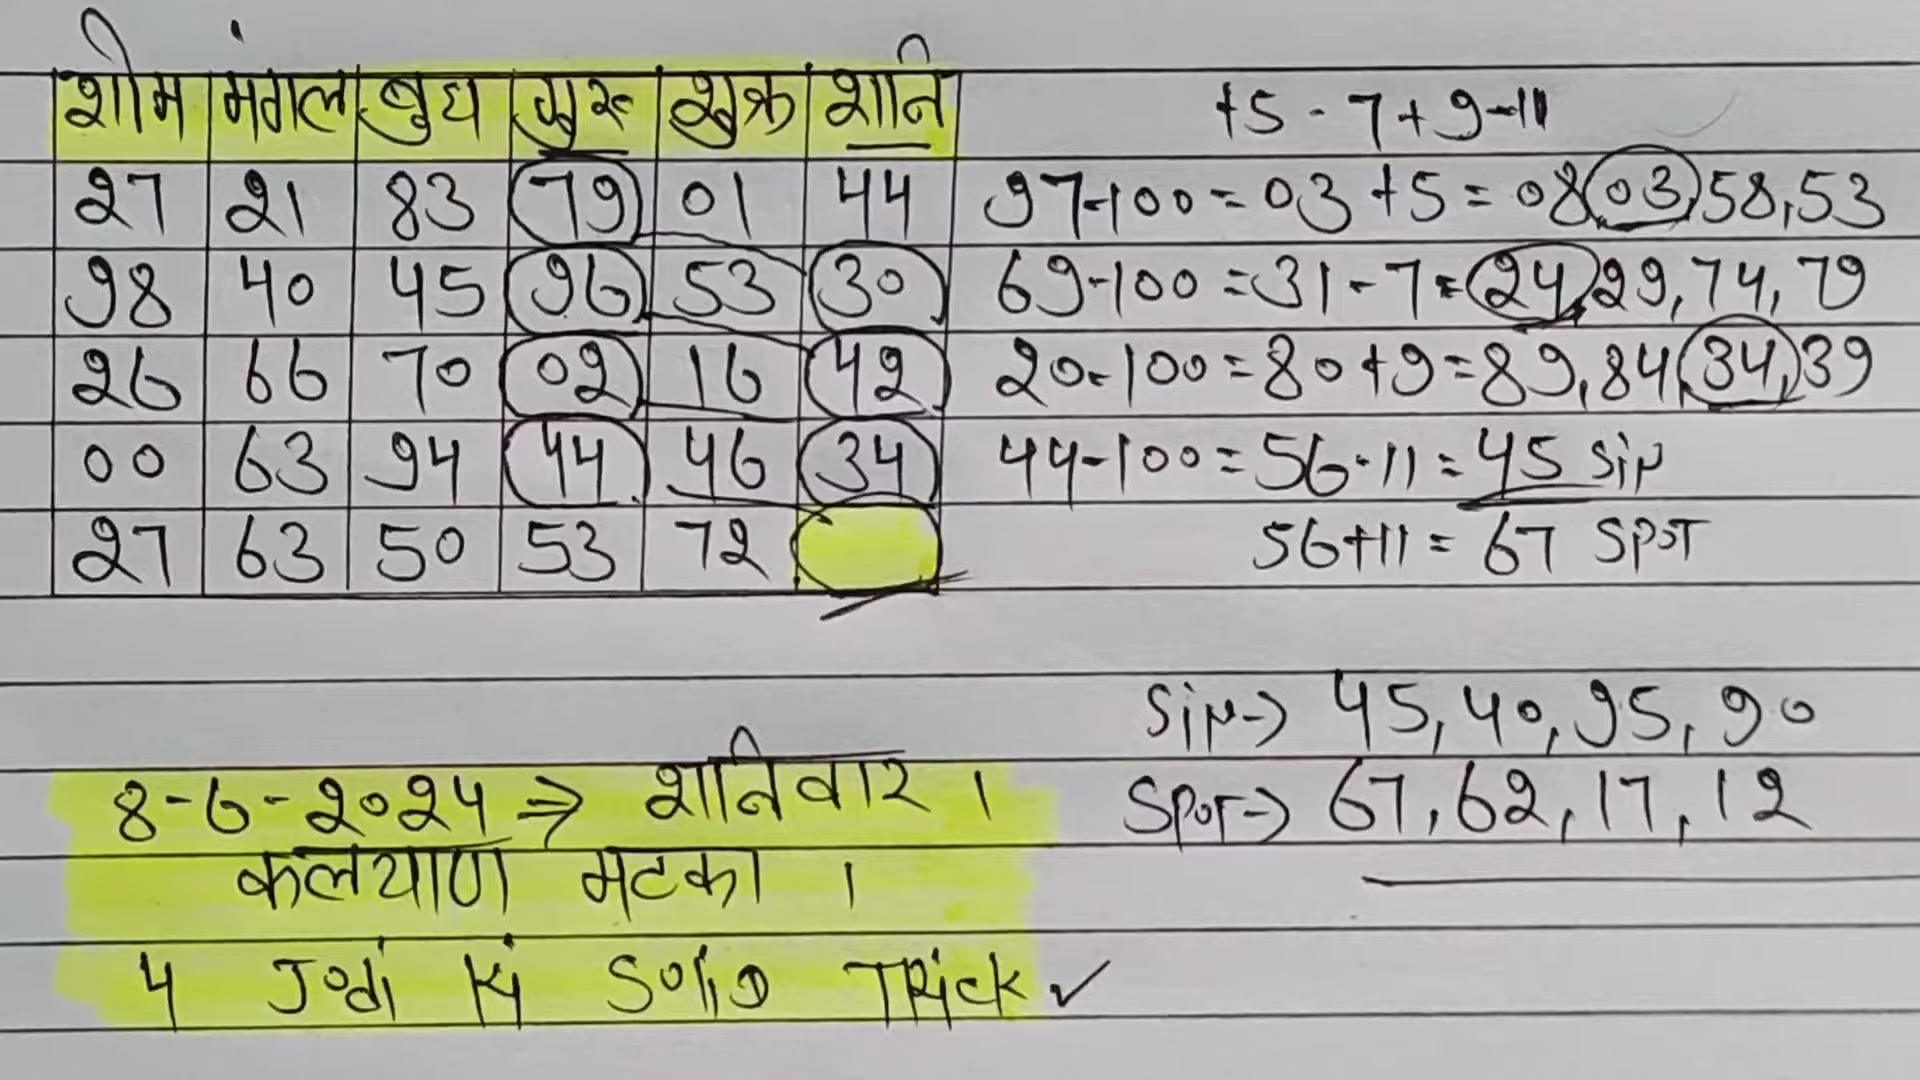 शोम मंगल बुध गुरू शुक्र शनि +5-7+9-11
27 21 83 79 01 44 97-100=03+5=08,03,58,53
98 40 45 96 53 30 69-100=31-7=24,29,74,79
26 66 70 02 16 42 20-100=80+9=89,84,34,39
00 63 94 44 46 34 44-100=56-11=45 Sip
27 63 50 53 72 56+11=67 SPOT
Sip-> 45,40,95,90
8-6-2024 => शनिवार । SPOT-> 67,62,17,12
कलयाण मटका ।
4 Jodi Ki SOliD TRick ✓